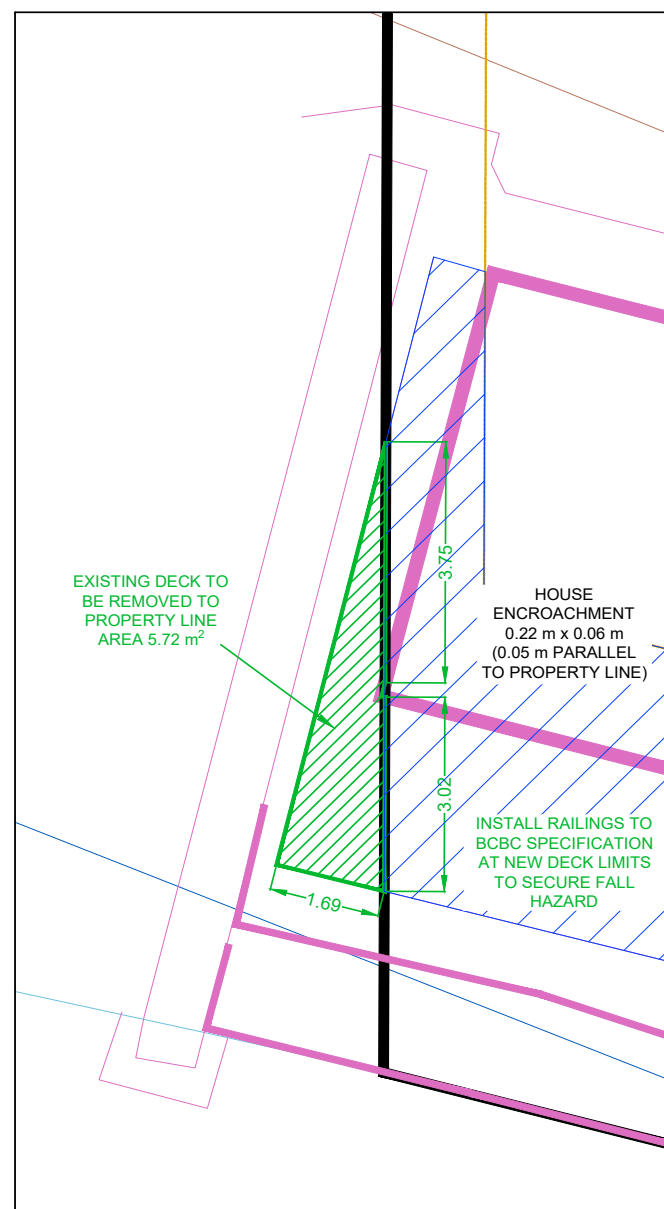 3.75
EXISTING DECK TO
BE REMOVED TO
PROPERTY LINE
AREA 5.72 m²
HOUSE
ENCROACHMENT
0.22 m x 0.06 m
(0.05 m PARALLEL
TO PROPERTY LINE)
3.02
INSTALL RAILINGS TO
BCBC SPECIFICATION
AT NEW DECK LIMITS
TO SECURE FALL
HAZARD
1.69